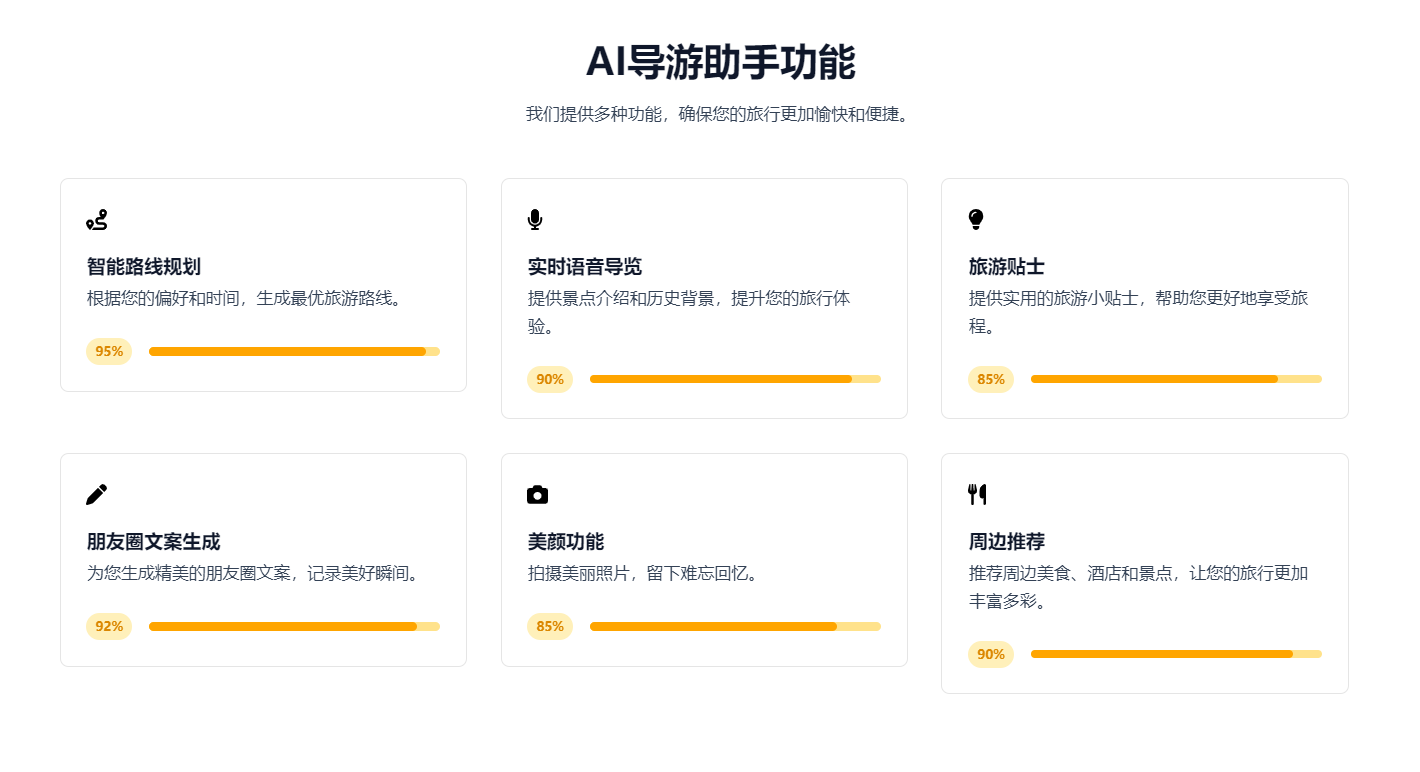 AI导游助手功能
我们提供多种功能，确保您的旅行更加愉快和便捷。
智能路线规划
根据您的偏好和时间，生成最优旅游路线。
95%
实时语音导览
提供景点介绍和历史背景，提升您的旅行体
验。
90%
旅游贴士
提供实用的旅游小贴士，帮助您更好地享受旅
程。
85%
朋友圈文案生成
为您生成精美的朋友圈文案，记录美好瞬间。
92%
美颜功能
拍摄美丽照片，留下难忘回忆。
85%
周边推荐
推荐周边美食、酒店和景点，让您的旅行更加
丰富多彩。
90%